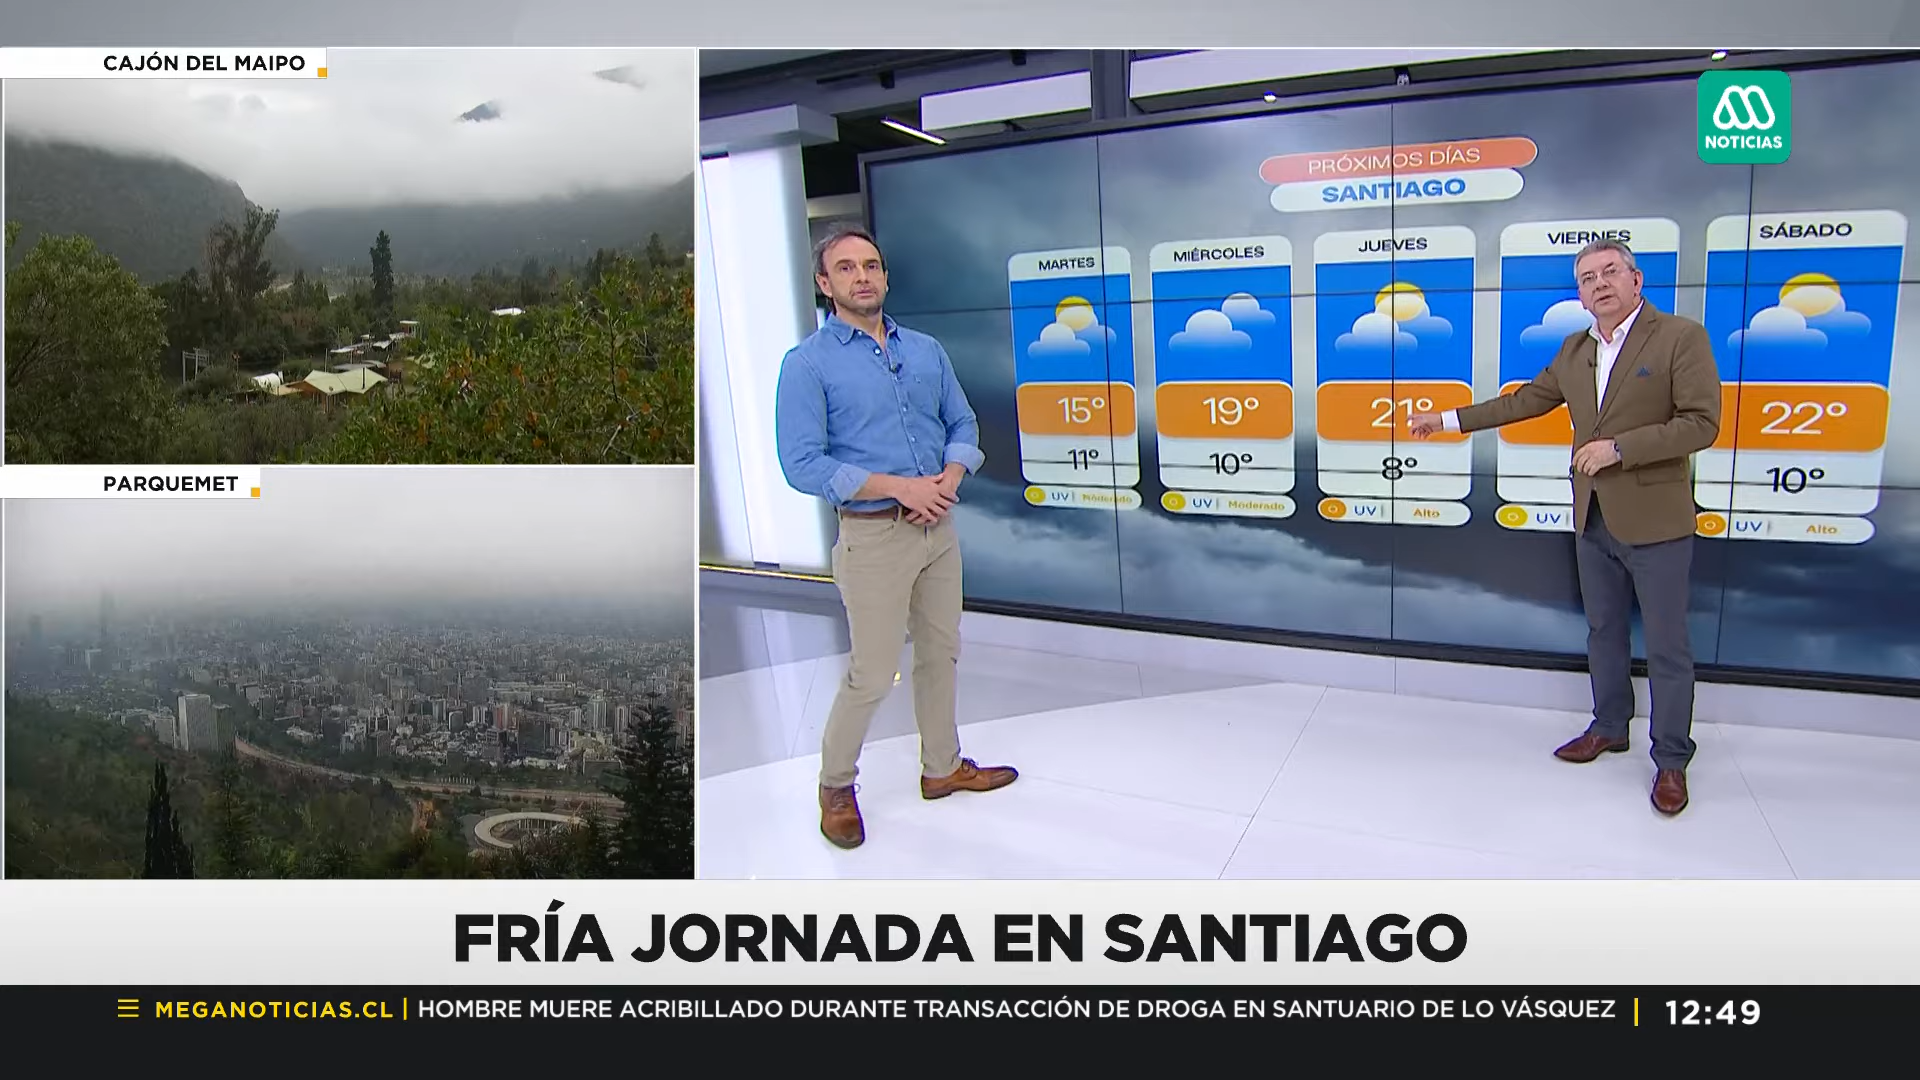 CAJÓN DEL MAIPO
PARQUEMET
NOTICIAS
PRÓXIMOS DÍAS
SANTIAGO
MARTES
15°
11°
UV | Moderado
MIÉRCOLES
19°
10°
UV | Moderado
JUEVES
21°
8°
UV | Alto
VIERNES
UV |
SÁBADO
22°
10°
UV | Alto
FRÍA JORNADA EN SANTIAGO
MEGANOTICIAS.CL | HOMBRE MUERE ACRIBILLADO DURANTE TRANSACCIÓN DE DROGA EN SANTUARIO DE LO VÁSQUEZ | 12:49